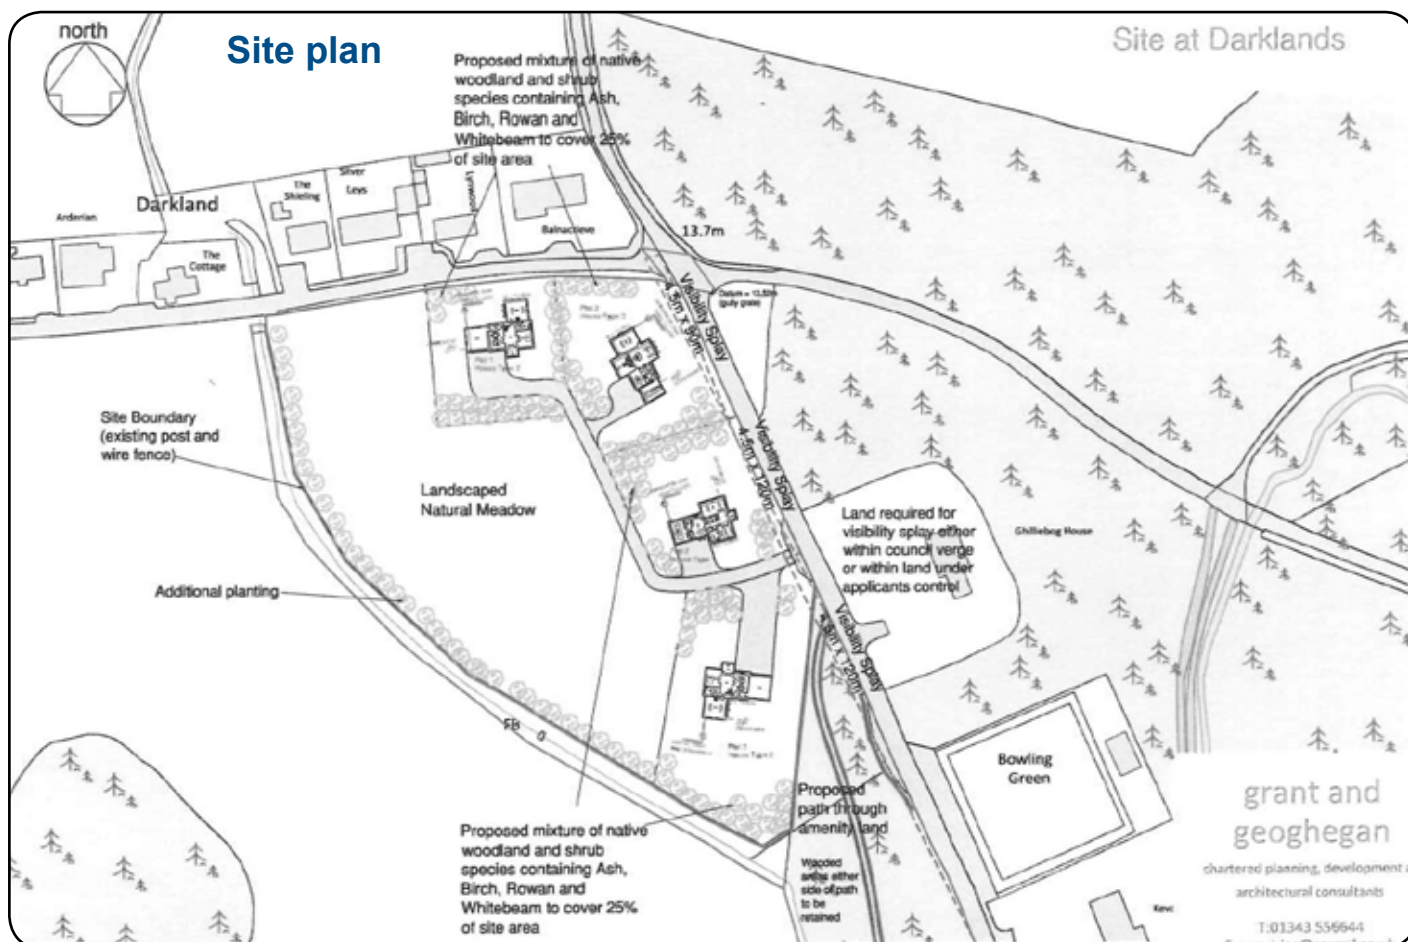 north
Site plan
Site at Darklands
Proposed mixture of native
woodland and shrub
species containing Ash,
Birch, Rowan and
Whitebeam to cover 25%
of site area
Darkland
Arderian
The
Cottage
The
Shieling
Silver
Leys
Lynwood
Balnacrieve
13.7m
Visibility Splay
4.5m x 90m
Site Boundary
(existing post and
wire fence)
Landscaped
Natural Meadow
Additional planting
Visibility Splay
4.5m x 120m
Land required for
visibility splay either
within council verge
or within land under
applicants control
Ghilliebog House
Visibility Splay
4.5m x 120m
FB
Bowling
Green
Proposed
path through
amenity land
Wooded
areas either
side of path
to be
retained
Proposed mixture of native
woodland and shrub
species containing Ash,
Birch, Rowan and
Whitebeam to cover 25%
of site area
grant and
geoghegan
chartered planning, development
architectural consultants
T:01343 556644